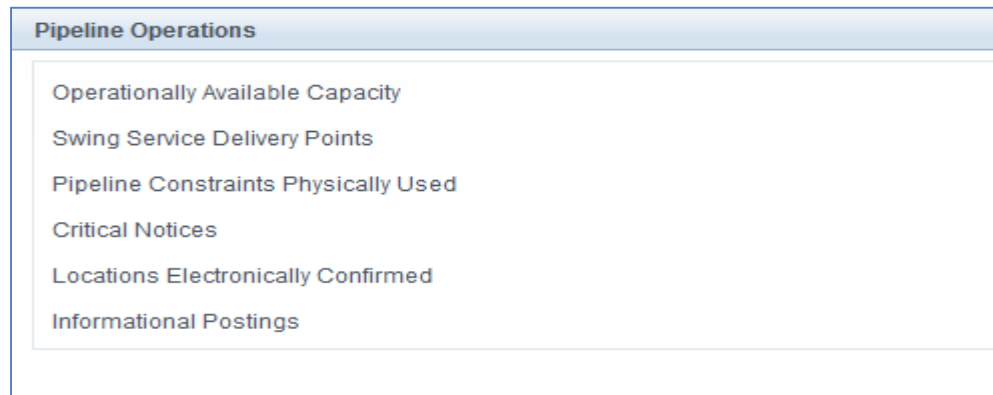 Pipeline Operations
Operationally Available Capacity
Swing Service Delivery Points
Pipeline Constraints Physically Used
Critical Notices
Locations Electronically Confirmed
Informational Postings